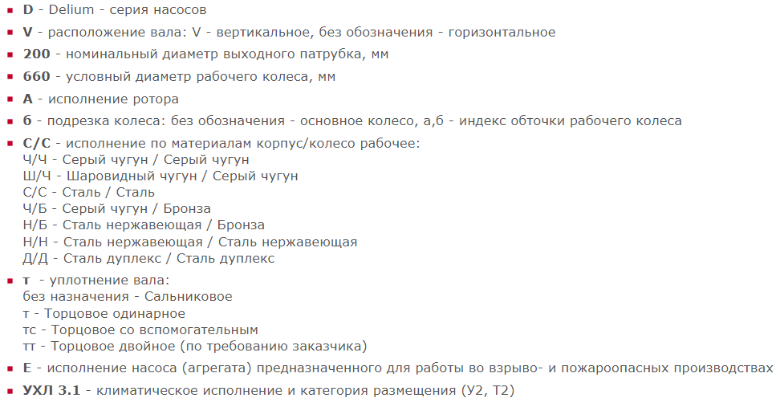 D - Delium - серия насосов
V - расположение вала: V - вертикальное, без обозначения - горизонтальное
200 - номинальный диаметр выходного патрубка, мм
660 - условный диаметр рабочего колеса, мм
А - исполнение ротора
б - подрезка колеса: без обозначения - основное колесо, а,б - индекс обточки рабочего колеса
С/С - исполнение по материалам корпус/колесо рабочее:
Ч/Ч - Серый чугун / Серый чугун
Ш/Ч - Шаровидный чугун / Серый чугун
С/С - Сталь / Сталь
Ч/Б - Серый чугун / Бронза
Н/Б - Сталь нержавеющая / Бронза
Н/Н - Сталь нержавеющая / Сталь нержавеющая
Д/Д - Сталь дуплекс / Сталь дуплекс
т - уплотнение вала:
без назначения - Сальниковое
т - Торцовое одинарное
тс - Торцовое со вспомогательным
тт - Торцовое двойное (по требованию заказчика)
Е - исполнение насоса (агрегата) предназначенного для работы во взрыво- и пожароопасных производствах
УХЛ 3.1 - климатическое исполнение и категория размещения (У2, Т2)